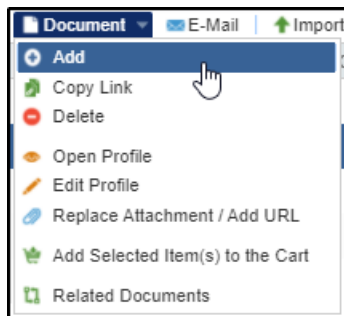 Document E-Mail Import
Add
Copy Link
Delete
Open Profile
Edit Profile
Replace Attachment / Add URL
Add Selected Item(s) to the Cart
Related Documents